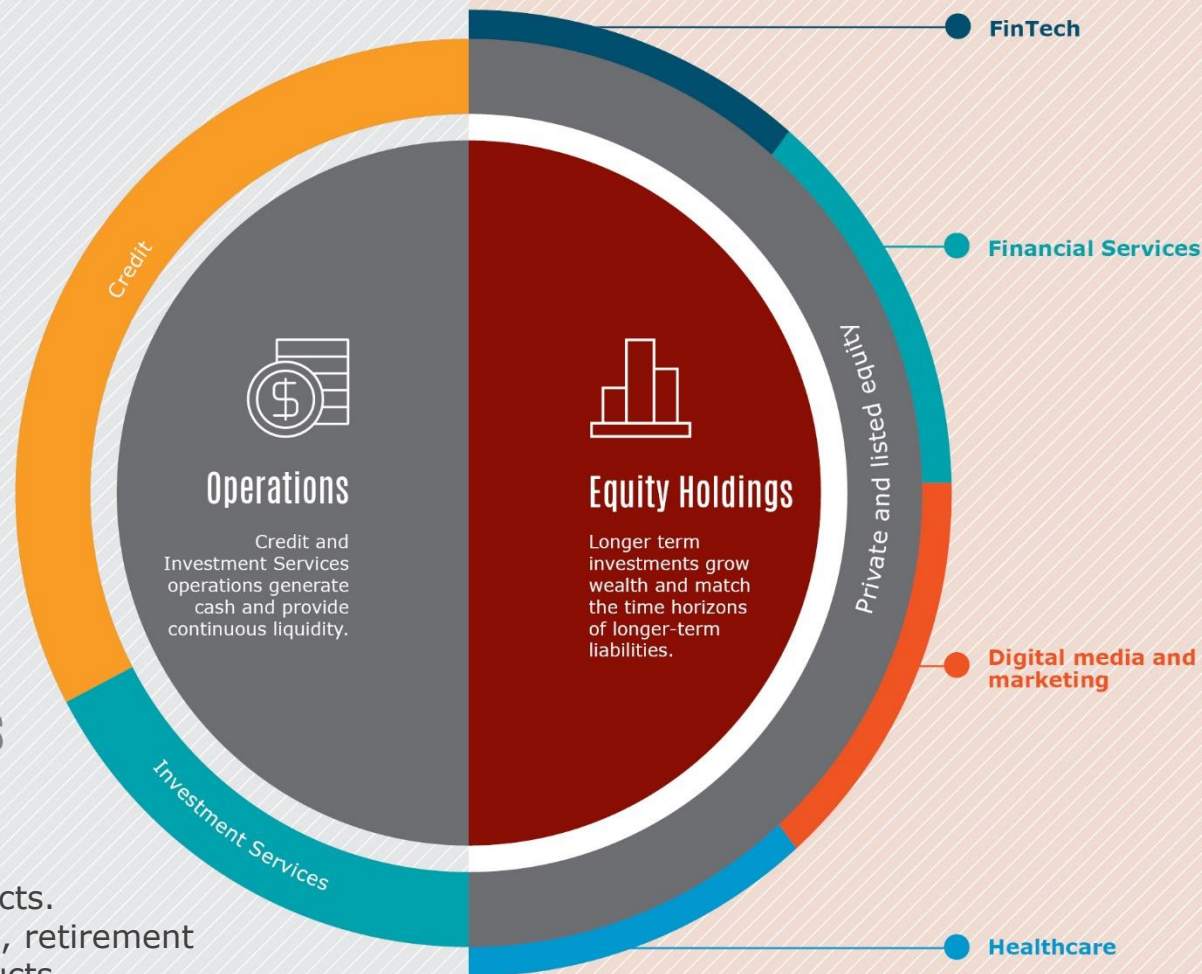 FinTech
Financial Services
Credit
Private and listed equity
Operations
Credit and
Investment Services
operations generate
cash and provide
continuous liquidity.
Equity Holdings
Longer term
investments grow
wealth and match
the time horizons
of longer-term
liabilities.
Digital media and
marketing
Investment Services
, retirement
Healthcare